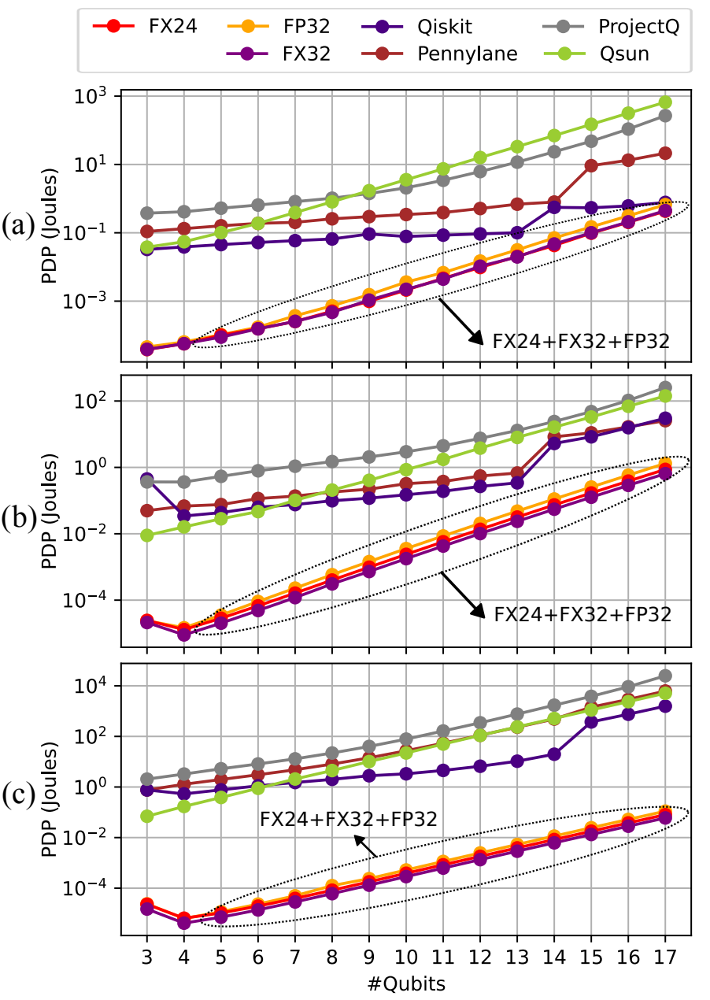 FX24 FP32 Qiskit ProjectQ
FX32 Pennylane Qsun
(a)
PDP (Joules)
10^3
10^1
10^-1
10^-3
FX24+FX32+FP32
(b)
PDP (Joules)
10^2
10^0
10^-2
10^-4
FX24+FX32+FP32
(c)
PDP (Joules)
10^4
10^2
10^0
10^-2
10^-4
FX24+FX32+FP32
3 4 5 6 7 8 9 10 11 12 13 14 15 16 17
#Qubits